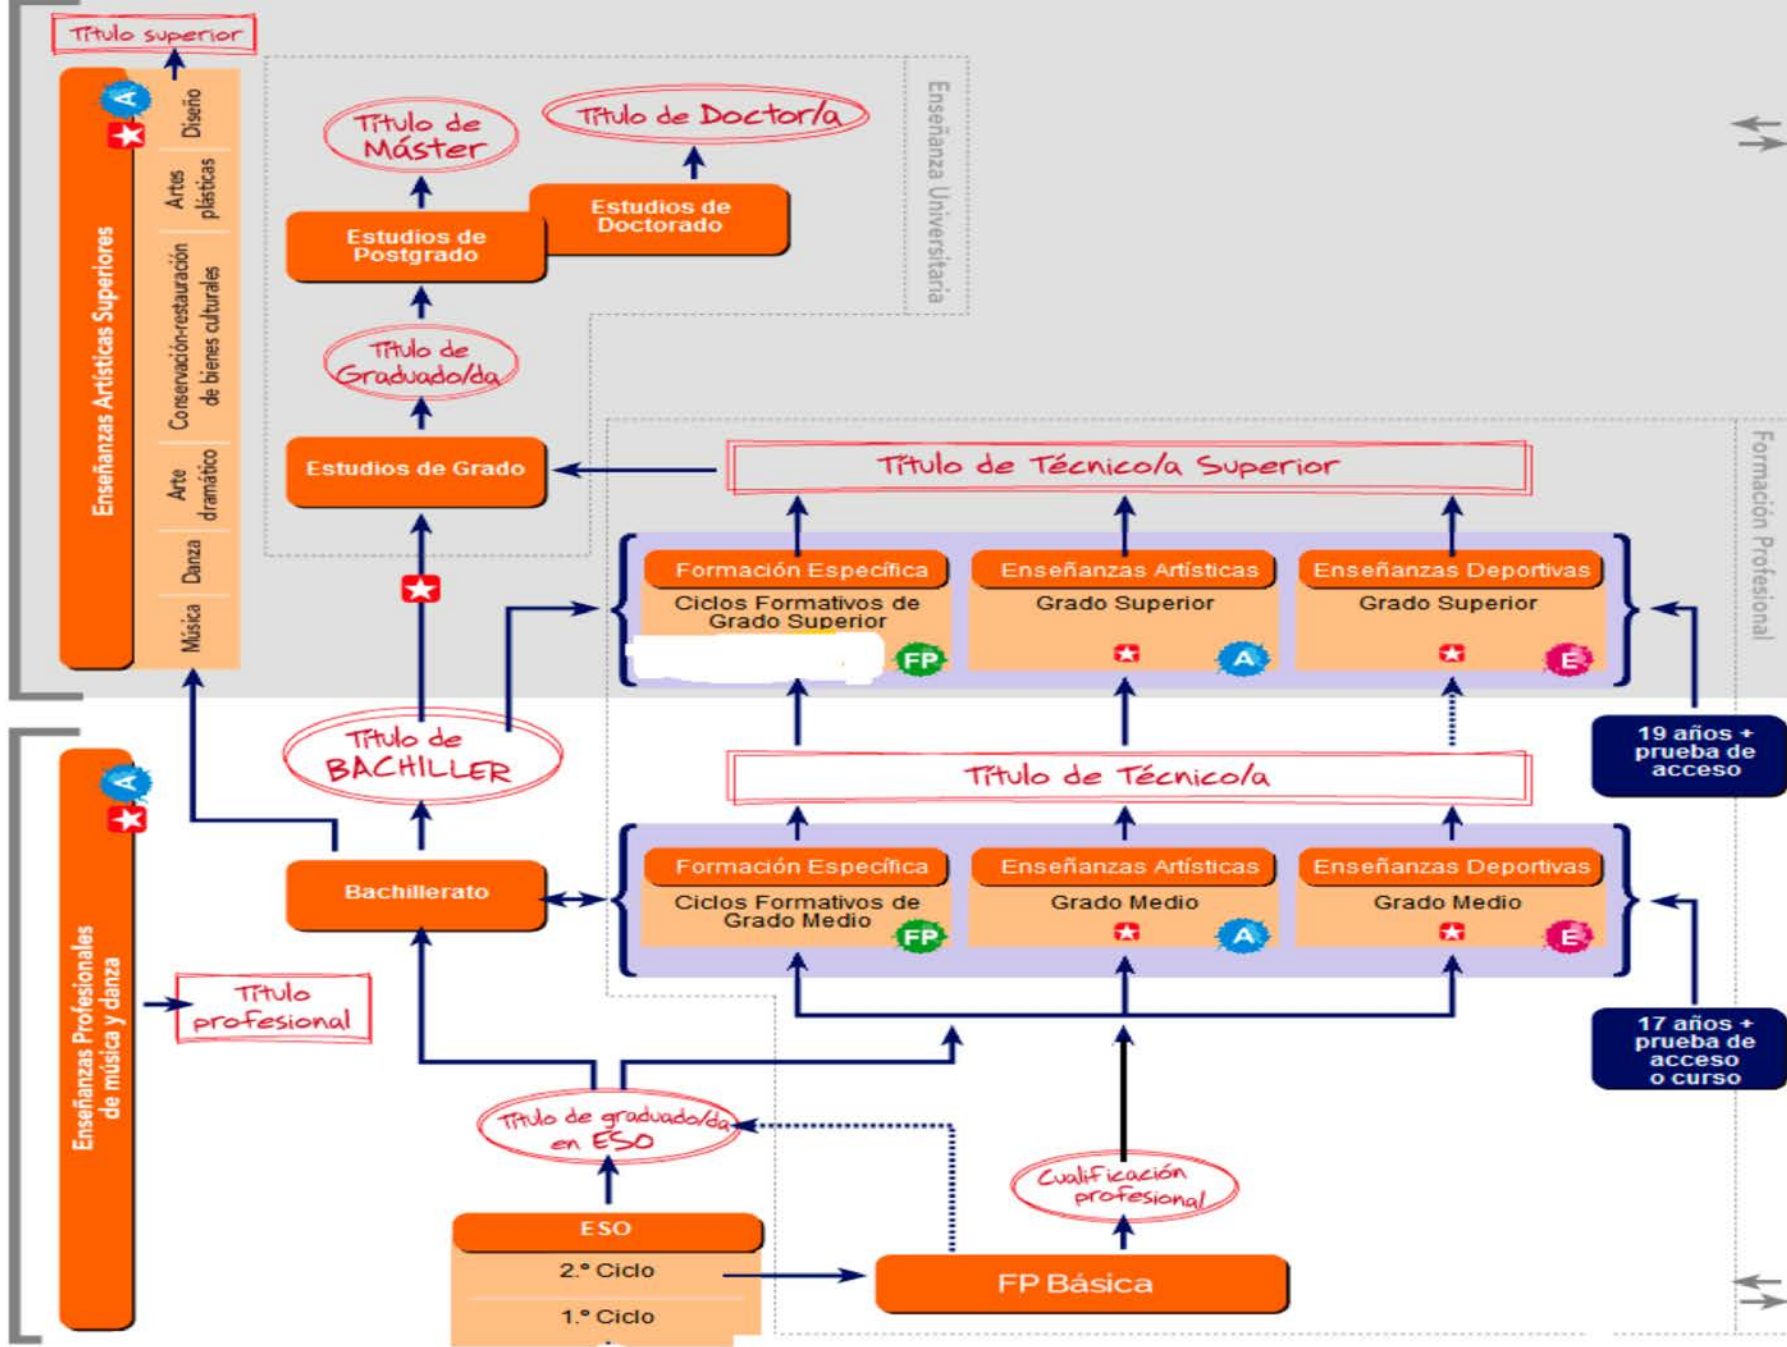 Título superior
Enseñanzas Artísticas Superiores
A
Diseño
Artes
plásticas
Conservación-restauración
de bienes culturales
Arte
dramático
Danza
Música
Enseñanza Universitaria
Título de
Máster
Título de Doctor/a
Estudios de
Doctorado
Estudios de
Postgrado
Título de
Graduado/da
Estudios de Grado
Formación Profesional
Título de Técnico/a Superior
Formación Específica
Ciclos Formativos de
Grado Superior
FP
Enseñanzas Artísticas
Grado Superior
A
Enseñanzas Deportivas
Grado Superior
E
19 años +
prueba de
acceso
Título de
BACHILLER
Título de Técnico/a
Enseñanzas Profesionales
de música y danza
A
Título
profesional
Bachillerato
Formación Específica
Ciclos Formativos de
Grado Medio
FP
Enseñanzas Artísticas
Grado Medio
A
Enseñanzas Deportivas
Grado Medio
E
17 años +
prueba de
acceso
o curso
Título de graduado/da
en ESO
Cualificación
profesional
ESO
2.º Ciclo
1.º Ciclo
FP Básica